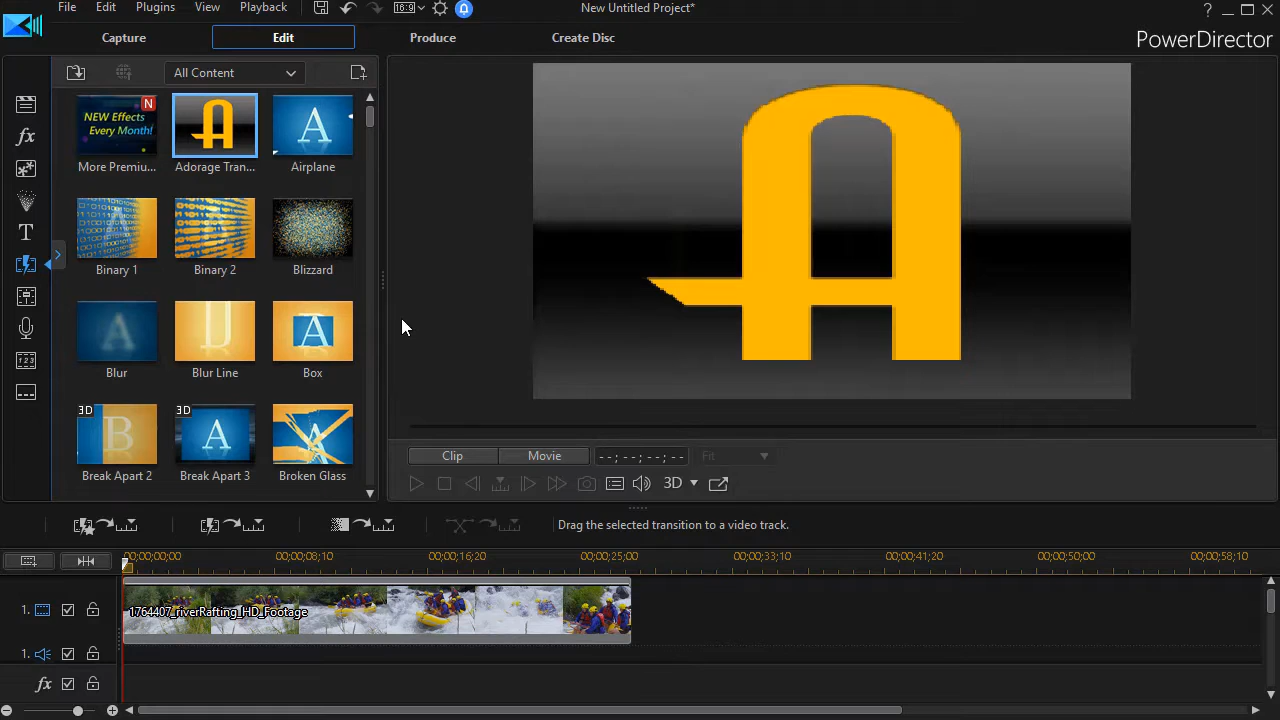 File Edit Plugins View Playback 16:9 New Untitled Project* ?
Capture Edit Produce Create Disc PowerDirector
All Content
NEW Effects
Every Month!
N
A
A
More Premiu... Adorage Tran... Airplane
Binary 1 Binary 2 Blizzard
A
D
A
Blur Blur Line Box
3D
B
3D
A
A
Break Apart 2 Break Apart 3 Broken Glass
A
Clip Movie --;--;--;-- Fit
3D
fx
T
Drag the selected transition to a video track.
00;00;00;00 00;00;08;10 00;00;16;20 00;00;25;00 00;00;33;10 00;00;41;20 00;00;50;00 00;00;58;10
1. 1764407_riverRafting_HD_Footage
1.
fx